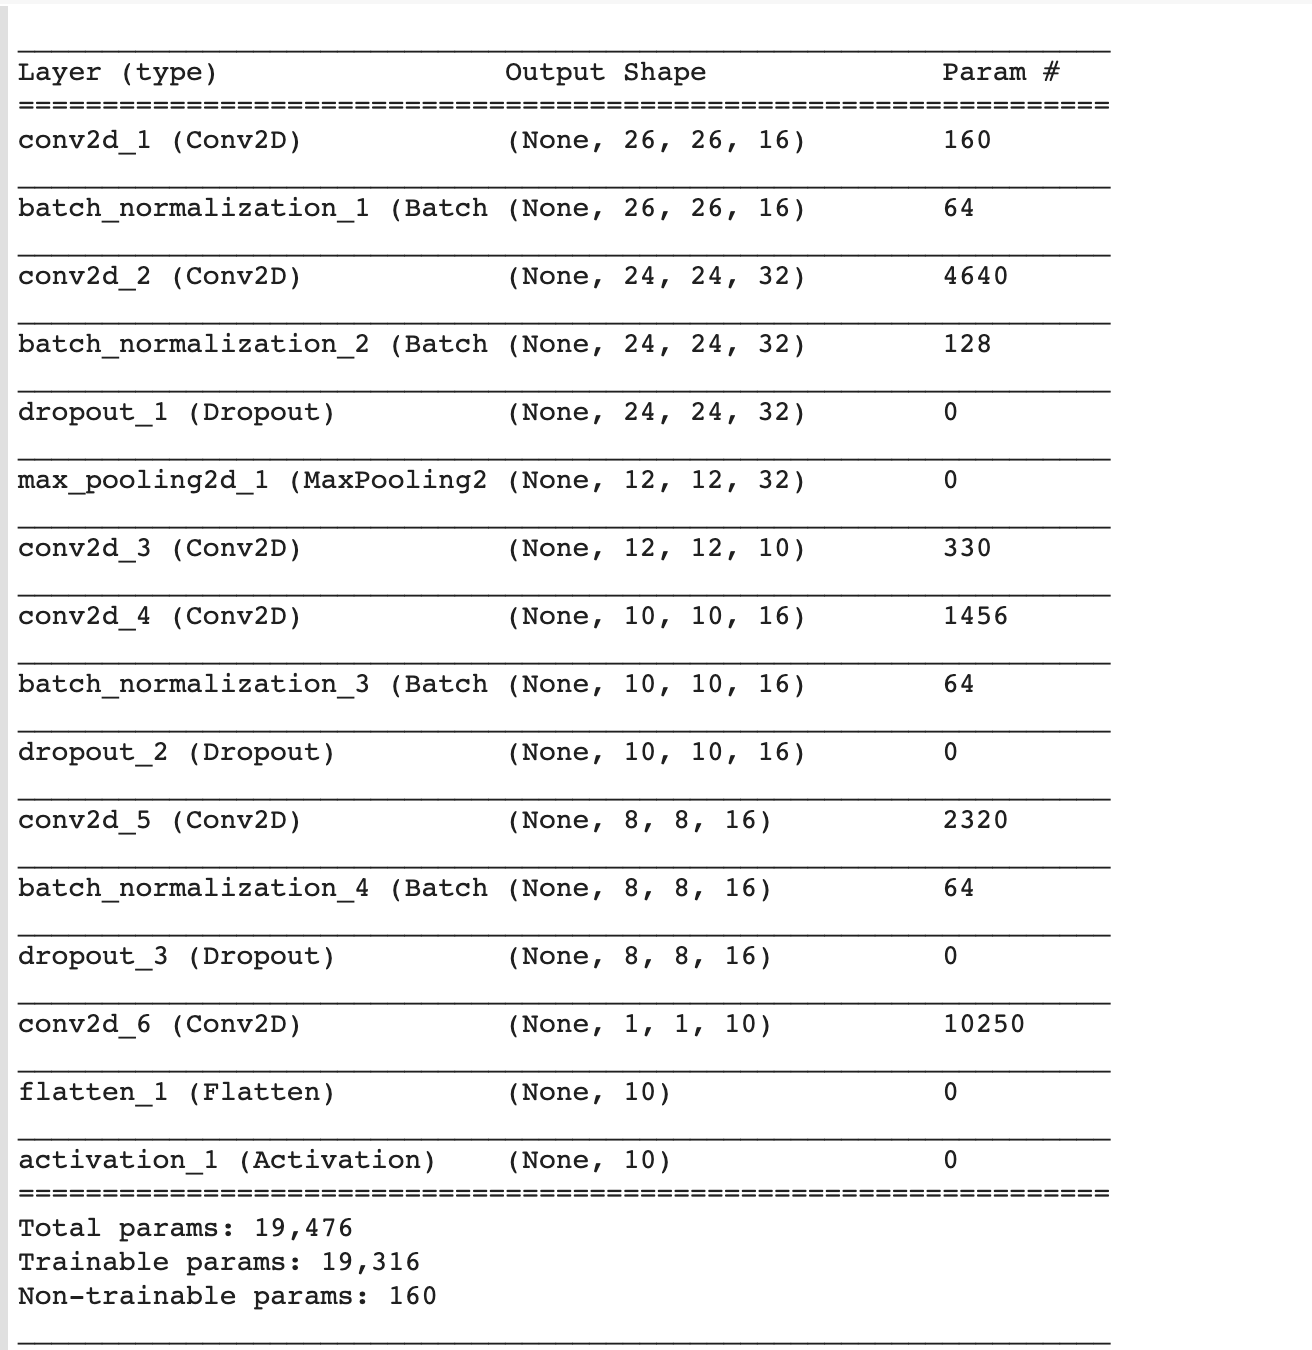 Layer (type) Output Shape Param #
=================================================================
conv2d_1 (Conv2D) (None, 26, 26, 16) 160
batch_normalization_1 (Batch (None, 26, 26, 16) 64
conv2d_2 (Conv2D) (None, 24, 24, 32) 4640
batch_normalization_2 (Batch (None, 24, 24, 32) 128
dropout_1 (Dropout) (None, 24, 24, 32) 0
max_pooling2d_1 (MaxPooling2 (None, 12, 12, 32) 0
conv2d_3 (Conv2D) (None, 12, 12, 10) 330
conv2d_4 (Conv2D) (None, 10, 10, 16) 1456
batch_normalization_3 (Batch (None, 10, 10, 16) 64
dropout_2 (Dropout) (None, 10, 10, 16) 0
conv2d_5 (Conv2D) (None, 8, 8, 16) 2320
batch_normalization_4 (Batch (None, 8, 8, 16) 64
dropout_3 (Dropout) (None, 8, 8, 16) 0
conv2d_6 (Conv2D) (None, 1, 1, 10) 10250
flatten_1 (Flatten) (None, 10) 0
activation_1 (Activation) (None, 10) 0
=================================================================
Total params: 19,476
Trainable params: 19,316
Non-trainable params: 160